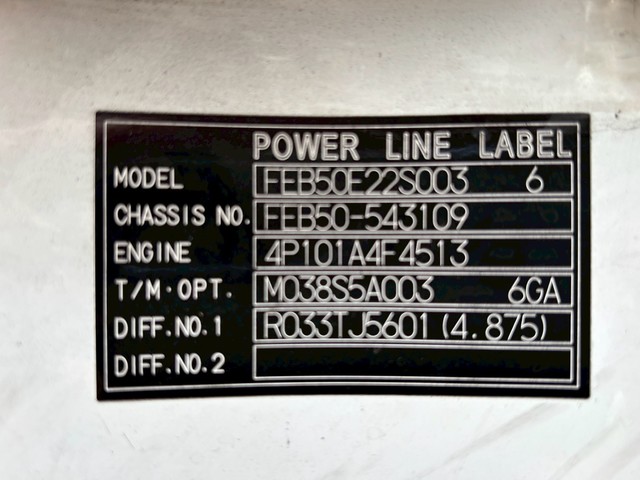 POWER LINE LABEL
MODEL FEB50E22S003 6
CHASSIS NO. FEB50-543109
ENGINE 4P101A4F4513
T/M·OPT. M038S5A003 6GA
DIFF.NO.1 R033TJ5601 (4.875)
DIFF.NO.2